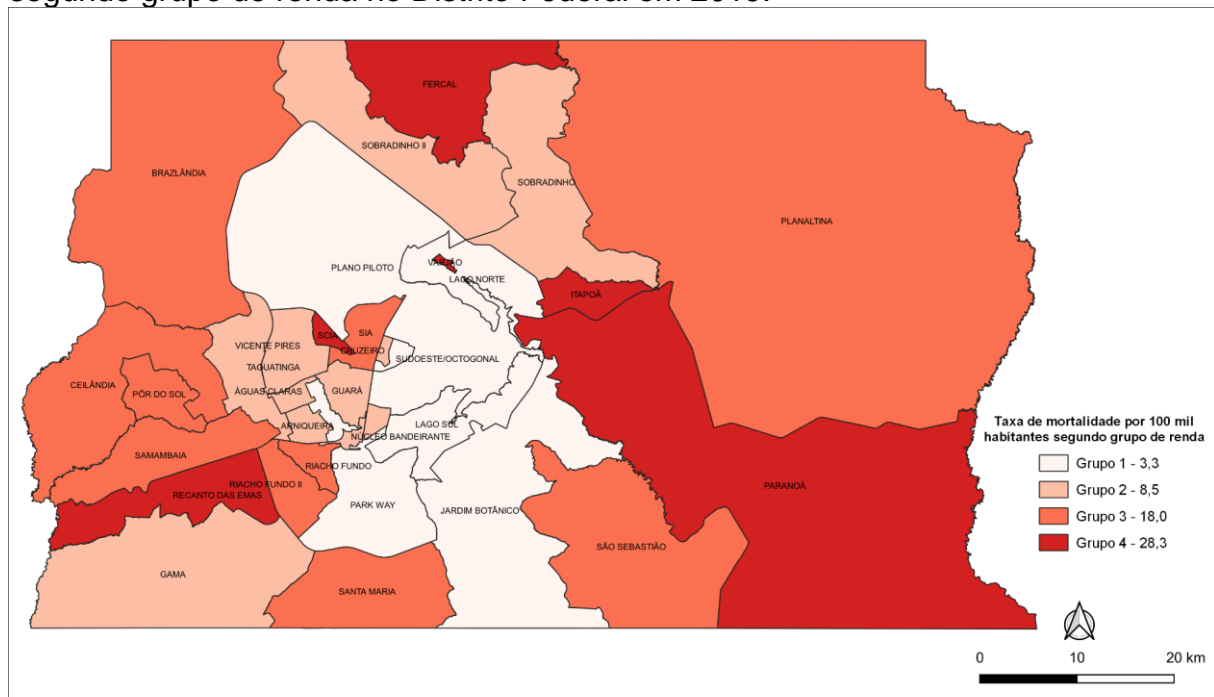 segundo grupo de renda no Distrito Federal em 2018.
FERCAL
SOBRADINHO II
BRAZLÂNDIA
SOBRADINHO
PLANALTINA
VARJÃO
PLANO PILOTO
LAGO NORTE
ITAPOÃ
SCIA
SIA
VICENTE PIRES
CRUZEIRO
SUDOESTE/OCTOGONAL
TAGUATINGA
CEILÂNDIA
PÔR DO SOL
ÁGUAS CLARAS
GUARÁ
LAGO SUL
ARNIQUEIRA
NÚCLEO BANDEIRANTE
SAMAMBAIA
RIACHO FUNDO
RIACHO FUNDO II
RECANTO DAS EMAS
PARK WAY
JARDIM BOTÂNICO
PARANOÁ
SÃO SEBASTIÃO
GAMA
SANTA MARIA
Taxa de mortalidade por 100 mil
habitantes segundo grupo de renda
Grupo 1 - 3,3
Grupo 2 - 8,5
Grupo 3 - 18,0
Grupo 4 - 28,3
0 10 20 km